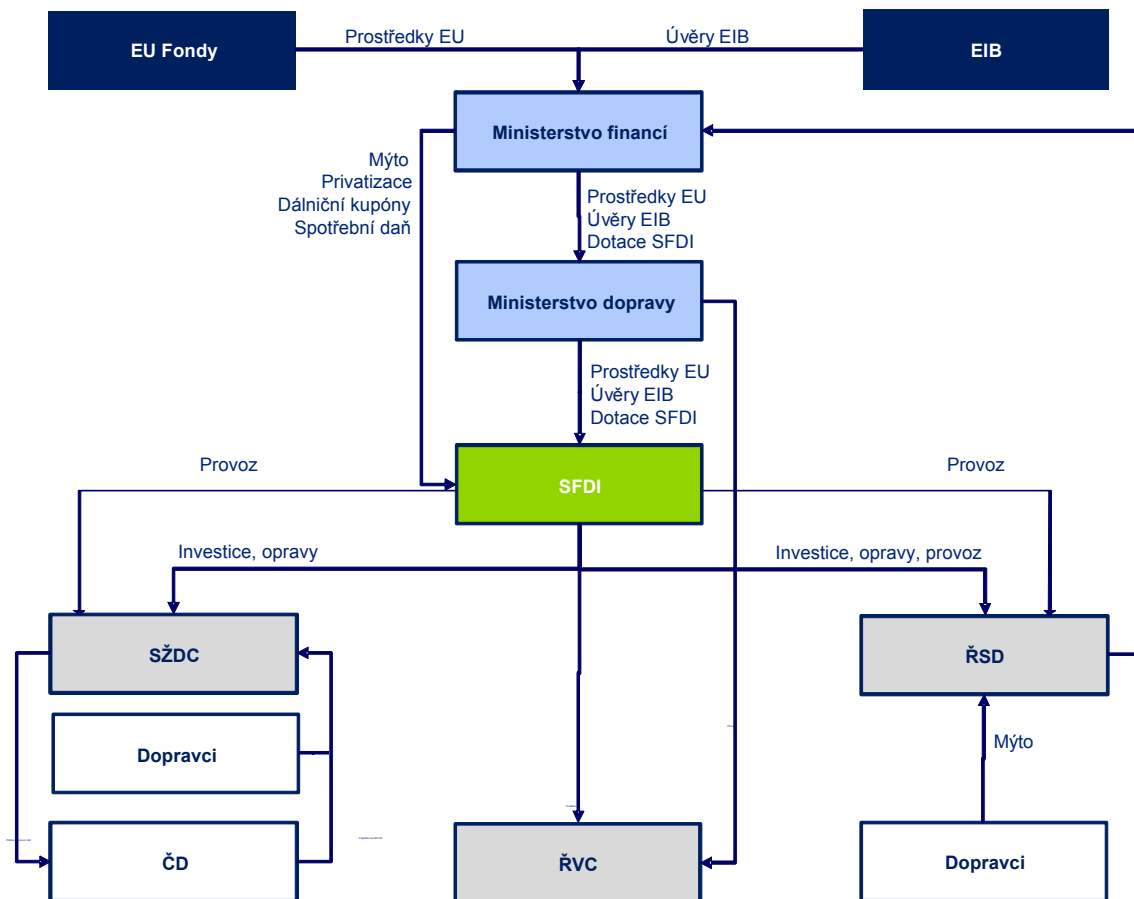 EU Fondy
Prostředky EU
Úvěry EIB
EIB
Ministerstvo financí
Mýto
Privatizace
Dálniční kupóny
Spotřební daň
Prostředky EU
Úvěry EIB
Dotace SFDI
Ministerstvo dopravy
Prostředky EU
Úvěry EIB
Dotace SFDI
Provoz
SFDI
Provoz
Investice, opravy
Investice, opravy, provoz
SŽDC
ŘSD
Dopravci
Mýto
ČD
ŘVC
Dopravci